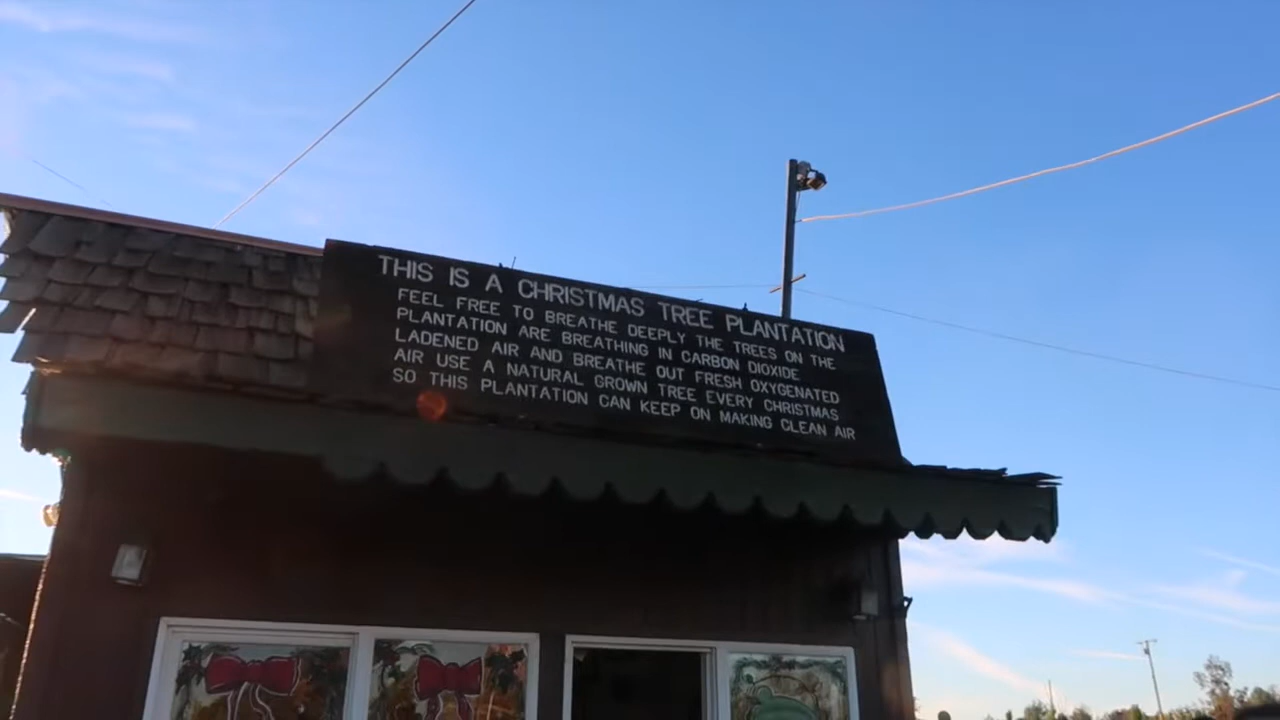 THIS IS A CHRISTMAS TREE PLANTATION
FEEL FREE TO BREATHE DEEPLY THE TREES ON THE
PLANTATION ARE BREATHING IN CARBON DIOXIDE
LADENED AIR AND BREATHE OUT FRESH OXYGENATED
AIR USE A NATURAL GROWN TREE EVERY CHRISTMAS
SO THIS PLANTATION CAN KEEP ON MAKING CLEAN AIR